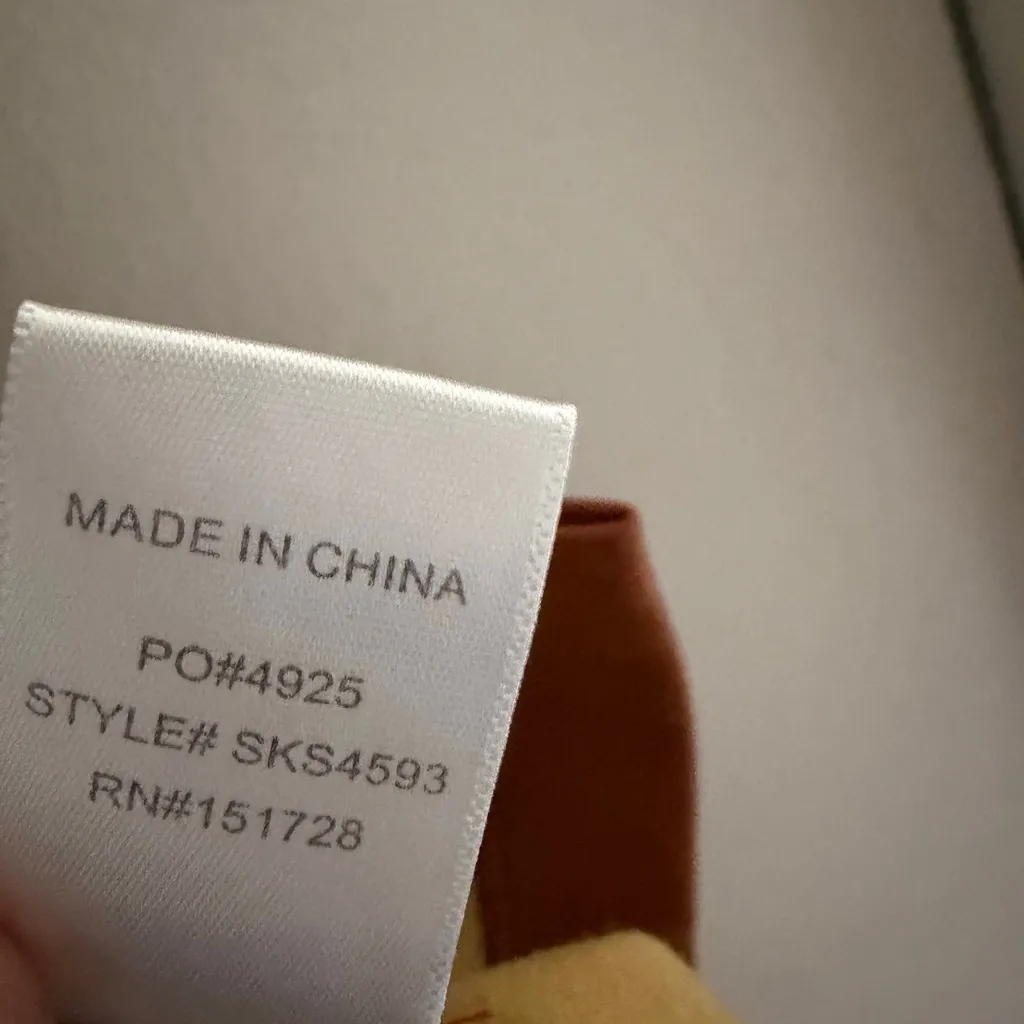 MADE IN CHINA
PO#4925
STYLE# SKS4593
RN#151728